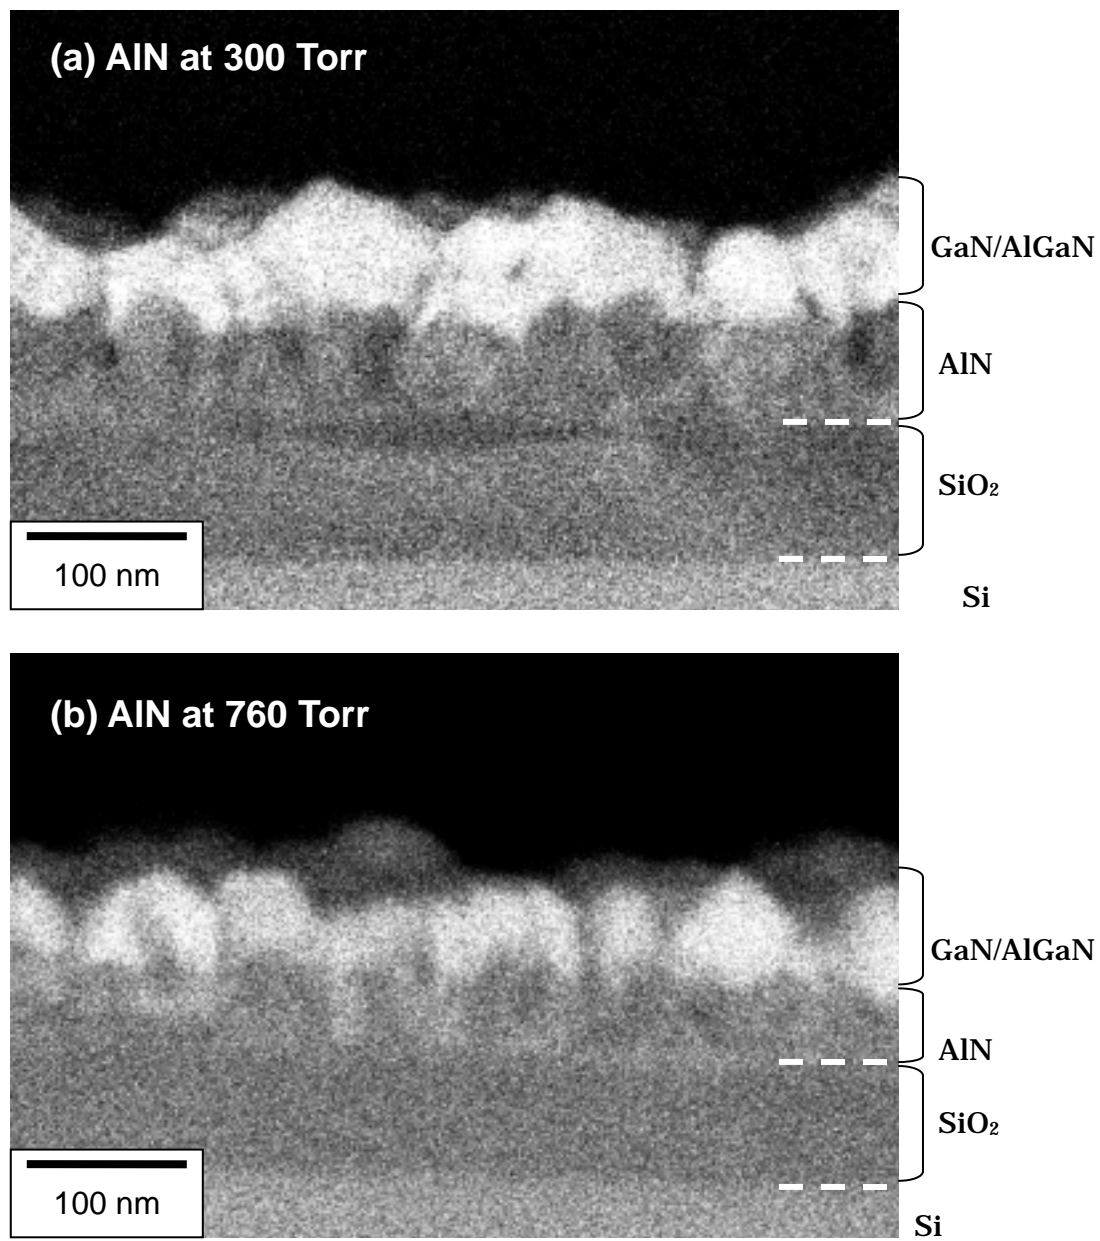 (a) AlN at 300 Torr
GaN/AlGaN
AlN
SiO₂
100 nm
Si
(b) AlN at 760 Torr
GaN/AlGaN
AlN
SiO₂
100 nm
Si